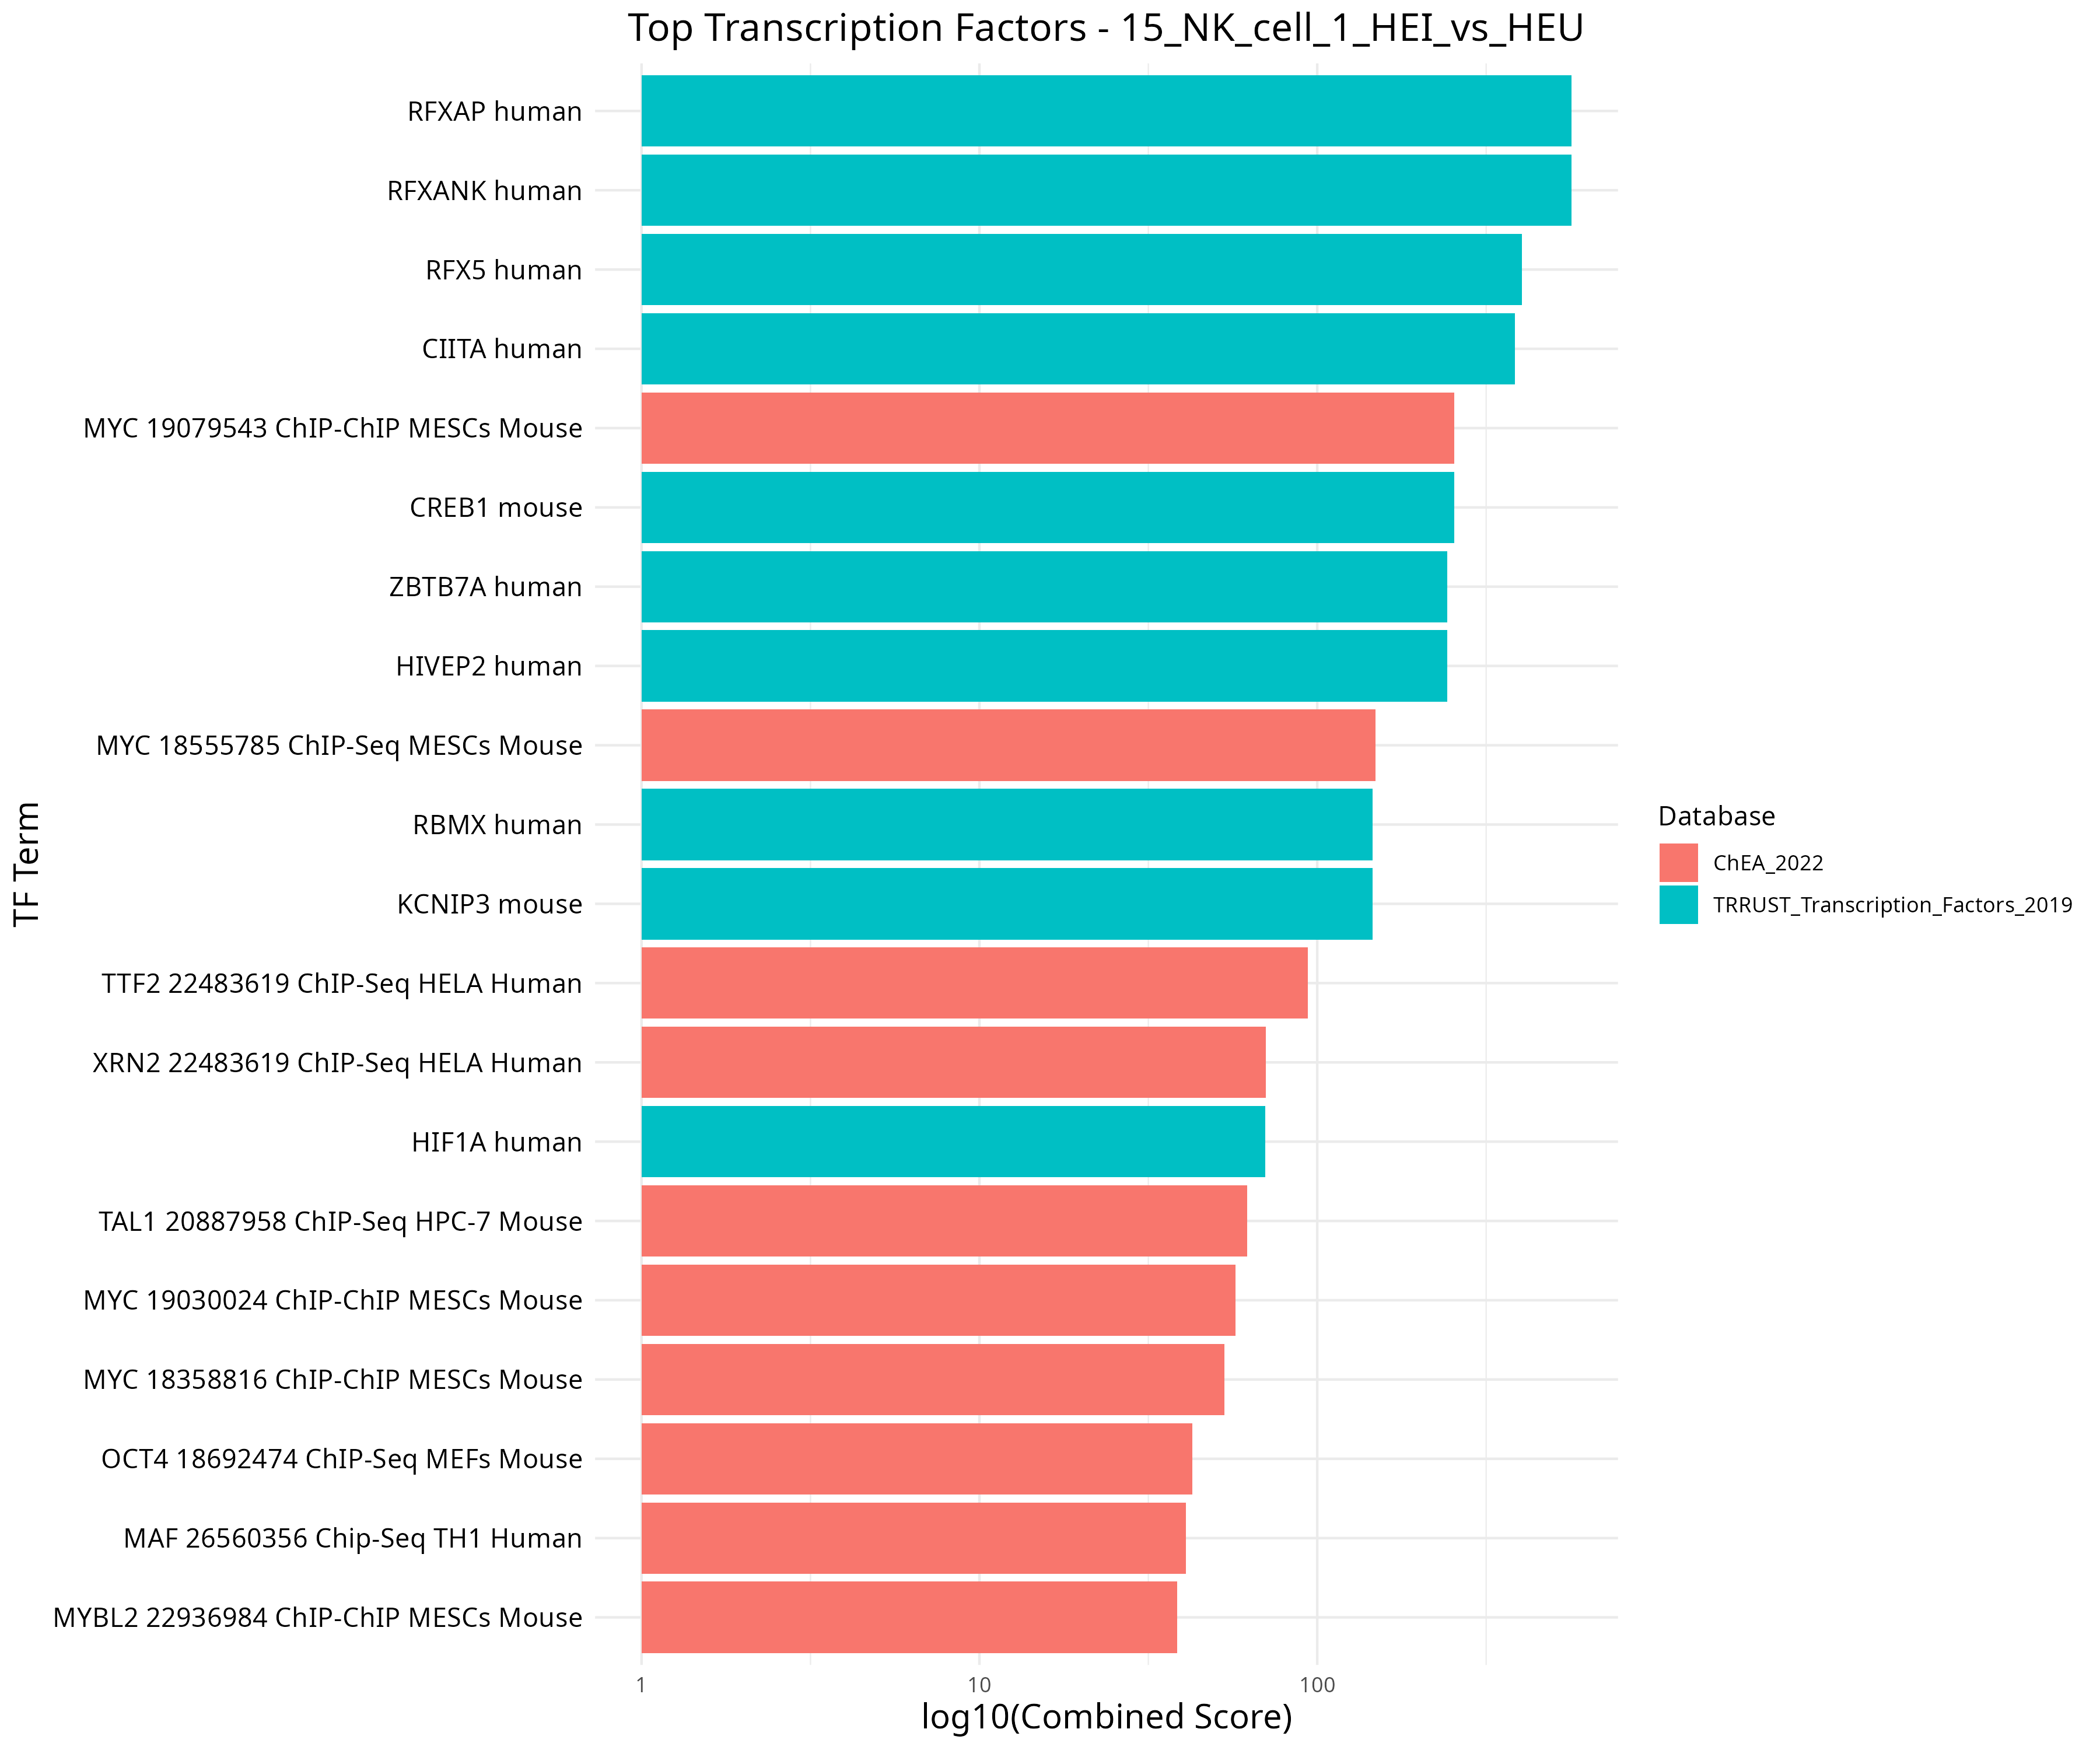 Top Transcription Factors - 15_NK_cell_1_HEI_vs_HEU
RFXAP human
RFXANK human
RFX5 human
CIITA human
MYC 19079543 ChIP-ChIP MESCs Mouse
CREB1 mouse
ZBTB7A human
HIVEP2 human
MYC 18555785 ChIP-Seq MESCs Mouse
RBMX human
KCNIP3 mouse
TTF2 22483619 ChIP-Seq HELA Human
XRN2 22483619 ChIP-Seq HELA Human
HIF1A human
TAL1 20887958 ChIP-Seq HPC-7 Mouse
MYC 19030024 ChIP-ChIP MESCs Mouse
MYC 18358816 ChIP-ChIP MESCs Mouse
OCT4 18692474 ChIP-Seq MEFs Mouse
MAF 26560356 Chip-Seq TH1 Human
MYBL2 22936984 ChIP-ChIP MESCs Mouse
TF Term
1 10 100
log10(Combined Score)
Database
ChEA_2022
TRRUST_Transcription_Factors_2019